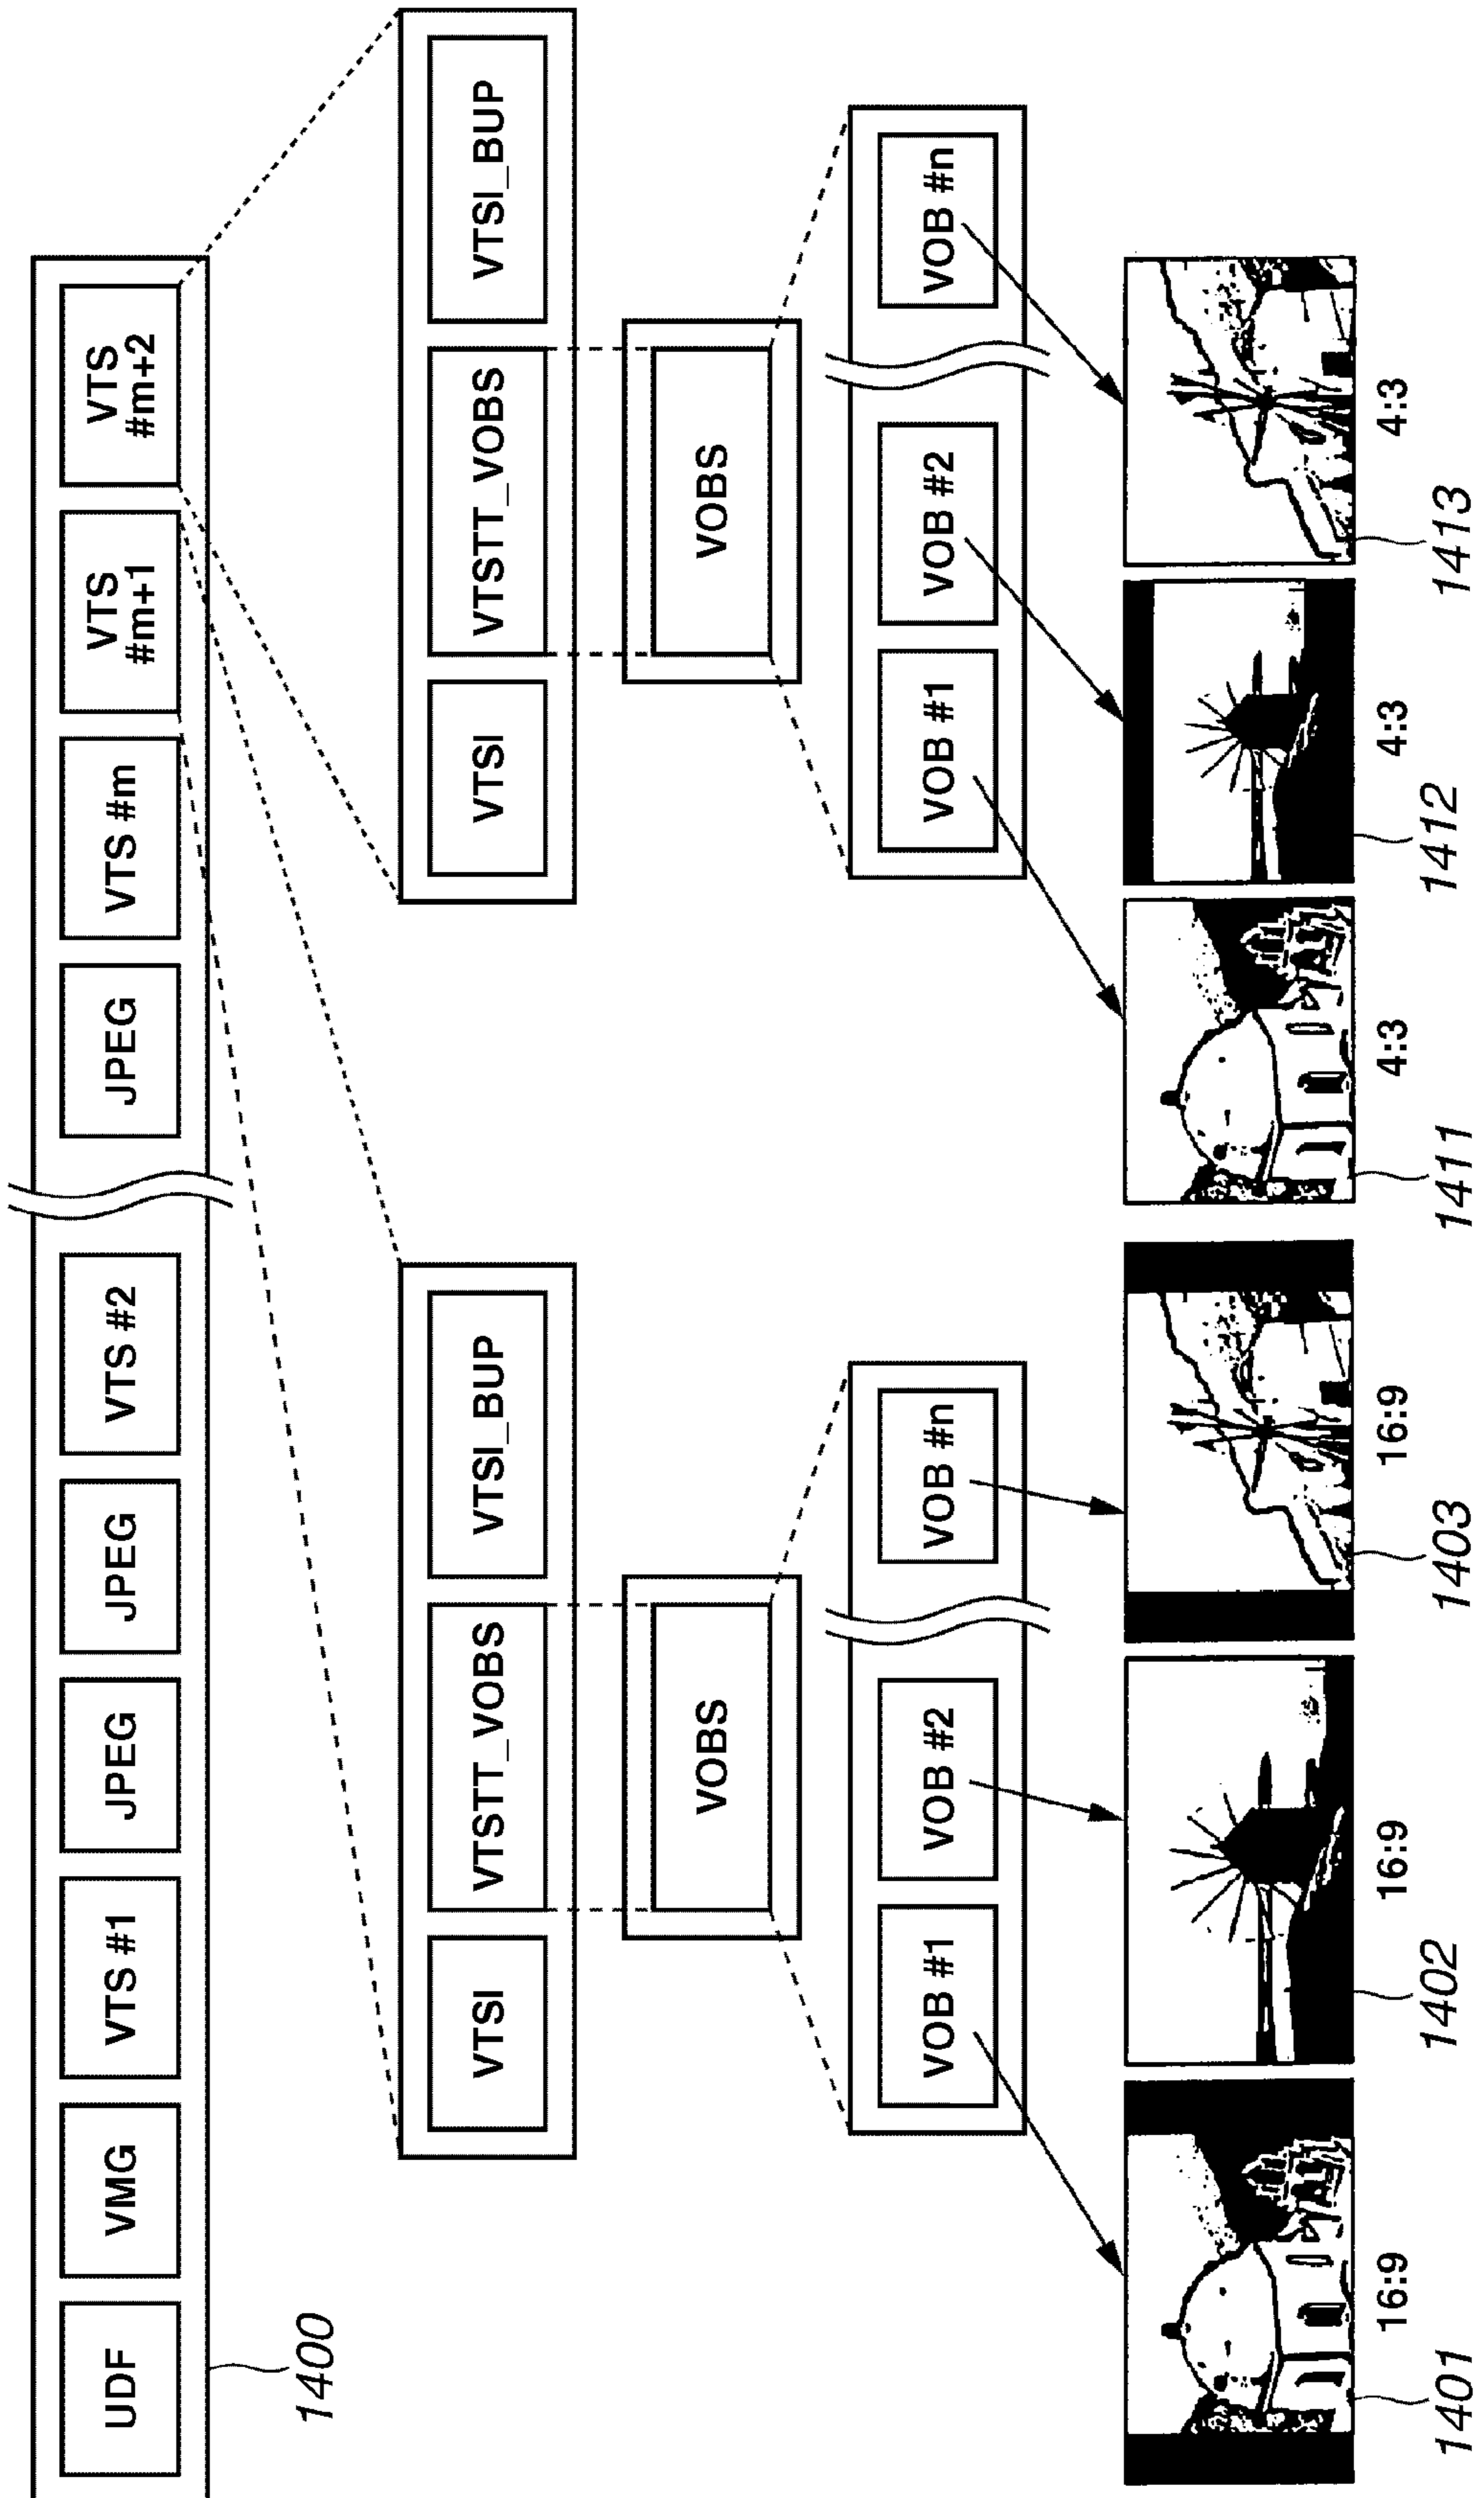 UDF
VMG
VTS #1
JPEG
JPEG
VTS #2
JPEG
VTS #m
VTS
#m+1
VTS
#m+2
1400
VTSI
VTSTT_VOBS
VTSI_BUP
VTSI
VTSTT_VOBS
VTSI_BUP
VOBS
VOBS
VOB #1
VOB #2
VOB #n
VOB #1
VOB #2
VOB #n
16:9
16:9
16:9
4:3
4:3
4:3
1401
1402
1403
1411
1412
1413